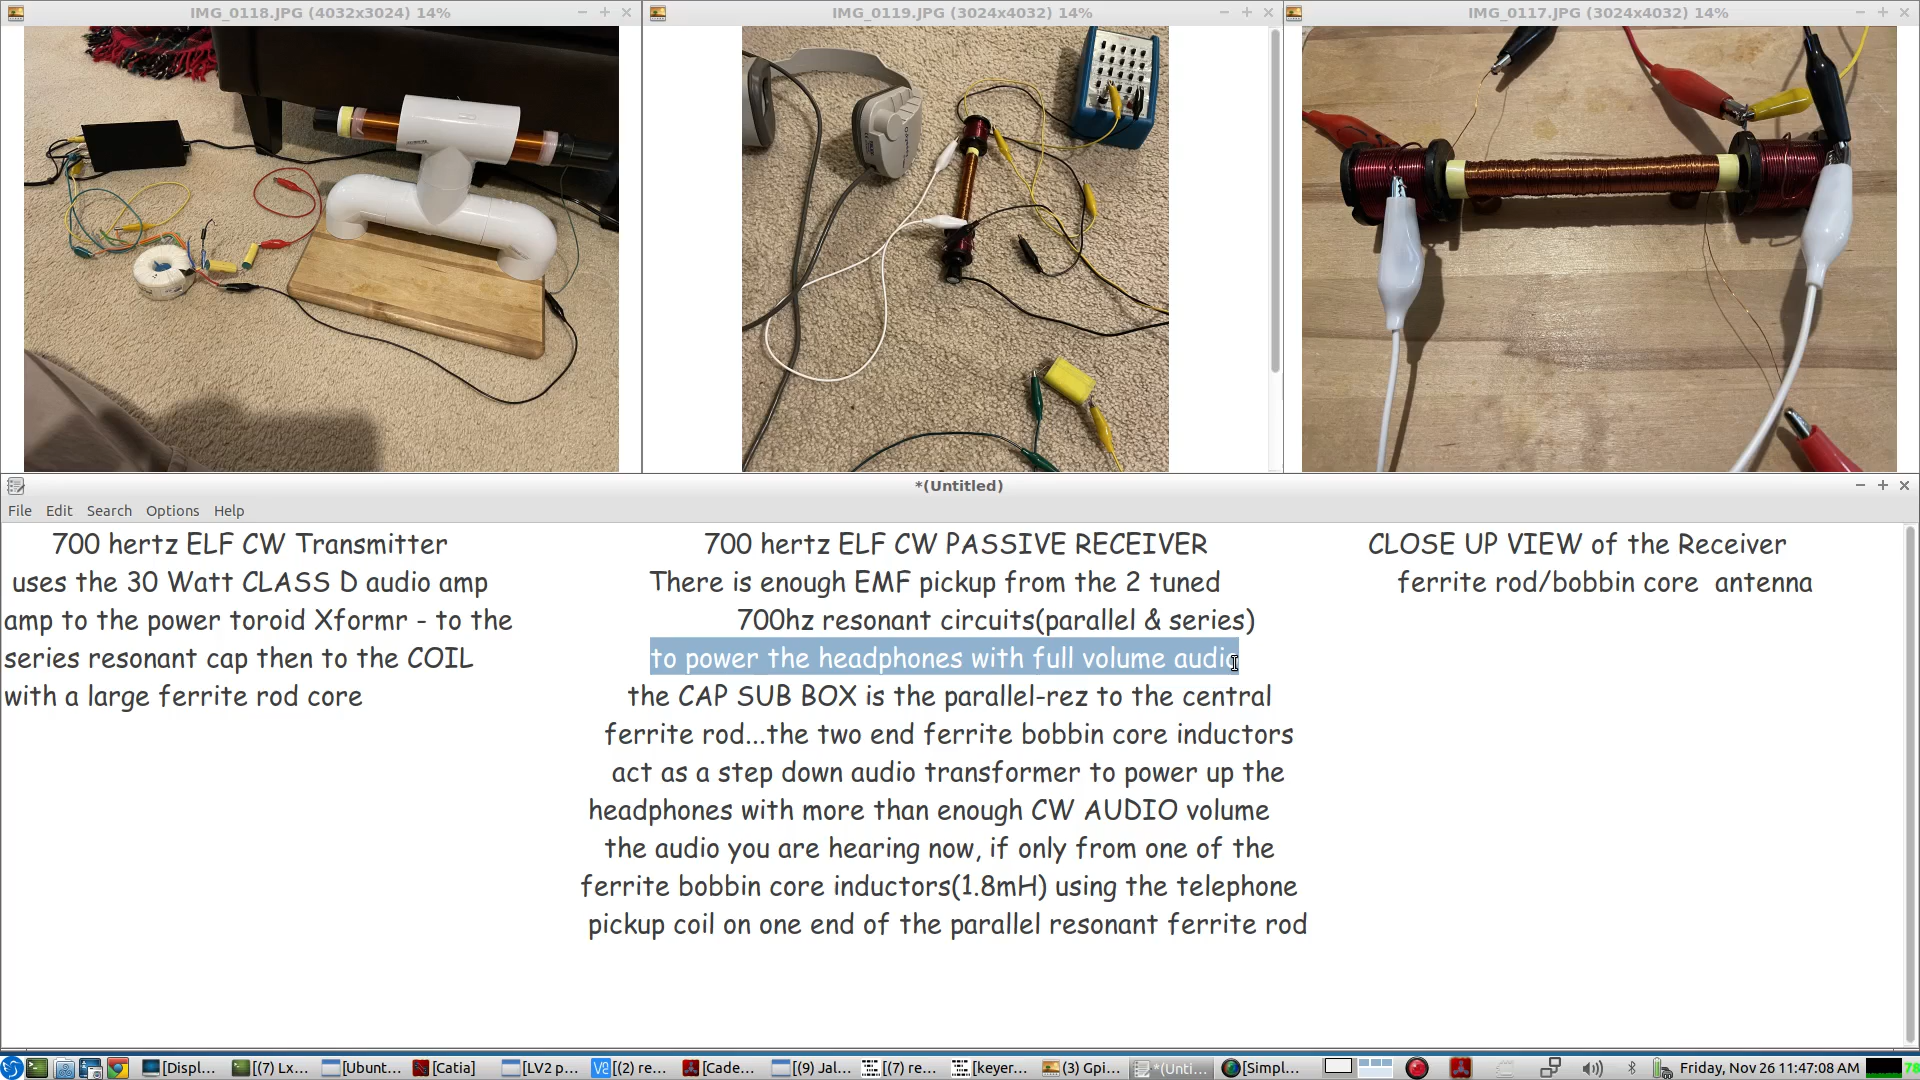 IMG_0118.JPG (4032x3024) 14%
IMG_0119.JPG (3024x4032) 14%
IMG_0117.JPG (3024x4032) 14%
*(Untitled)
File Edit Search Options Help
700 hertz ELF CW Transmitter
uses the 30 Watt CLASS D audio amp
amp to the power toroid Xformr - to the
series resonant cap then to the COIL
with a large ferrite rod core
700 hertz ELF CW PASSIVE RECEIVER
There is enough EMF pickup from the 2 tuned
700hz resonant circuits(parallel & series)
to power the headphones with full volume audio
the CAP SUB BOX is the parallel-rez to the central
ferrite rod...the two end ferrite bobbin core inductors
act as a step down audio transformer to power up the
headphones with more than enough CW AUDIO volume
the audio you are hearing now, if only from one of the
ferrite bobbin core inductors(1.8mH) using the telephone
pickup coil on one end of the parallel resonant ferrite rod
CLOSE UP VIEW of the Receiver
ferrite rod/bobbin core antenna
[Displ... [(7) Lx... [Ubunt... [Catia] [LV2 p... [(2) re... [Cade... [(9) Jal... [(7) re... [keyer... (3) Gpi... *(Unti... [Simpl... Friday, Nov 26 11:47:08 AM 78